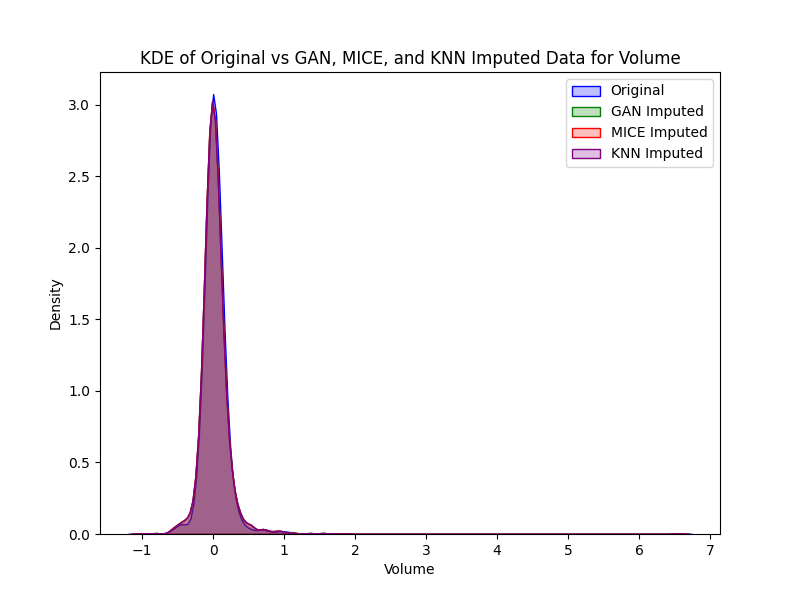 KDE of Original vs GAN, MICE, and KNN Imputed Data for Volume
Original
GAN Imputed
MICE Imputed
KNN Imputed
3.0
2.5
2.0
1.5
1.0
0.5
0.0
Density
−1 0 1 2 3 4 5 6 7
Volume